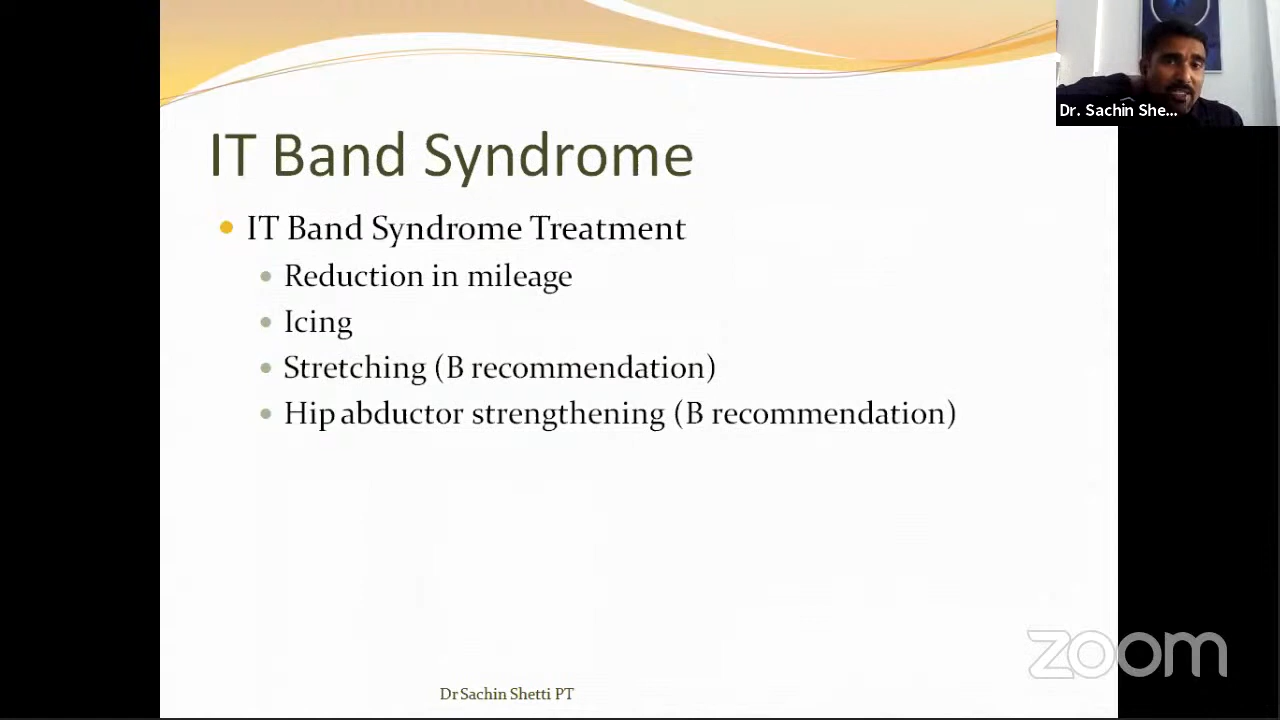 Dr. Sachin She...
IT Band Syndrome
IT Band Syndrome Treatment
Reduction in mileage
Icing
Stretching (B recommendation)
Hip abductor strengthening (B recommendation)
zoom
Dr Sachin Shetti PT